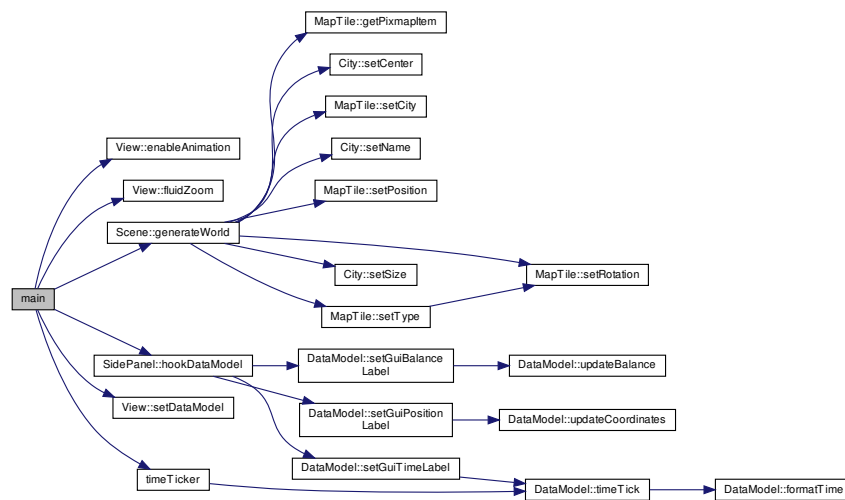 MapTile::getPixmapItem
City::setCenter
MapTile::setCity
View::enableAnimation
City::setName
View::fluidZoom
MapTile::setPosition
Scene::generateWorld
City::setSize
MapTile::setRotation
main
MapTile::setType
SidePanel::hookDataModel
DataModel::setGuiBalance
Label
DataModel::updateBalance
View::setDataModel
DataModel::setGuiPosition
Label
DataModel::updateCoordinates
DataModel::setGuiTimeLabel
timeTicker
DataModel::timeTick
DataModel::formatTime